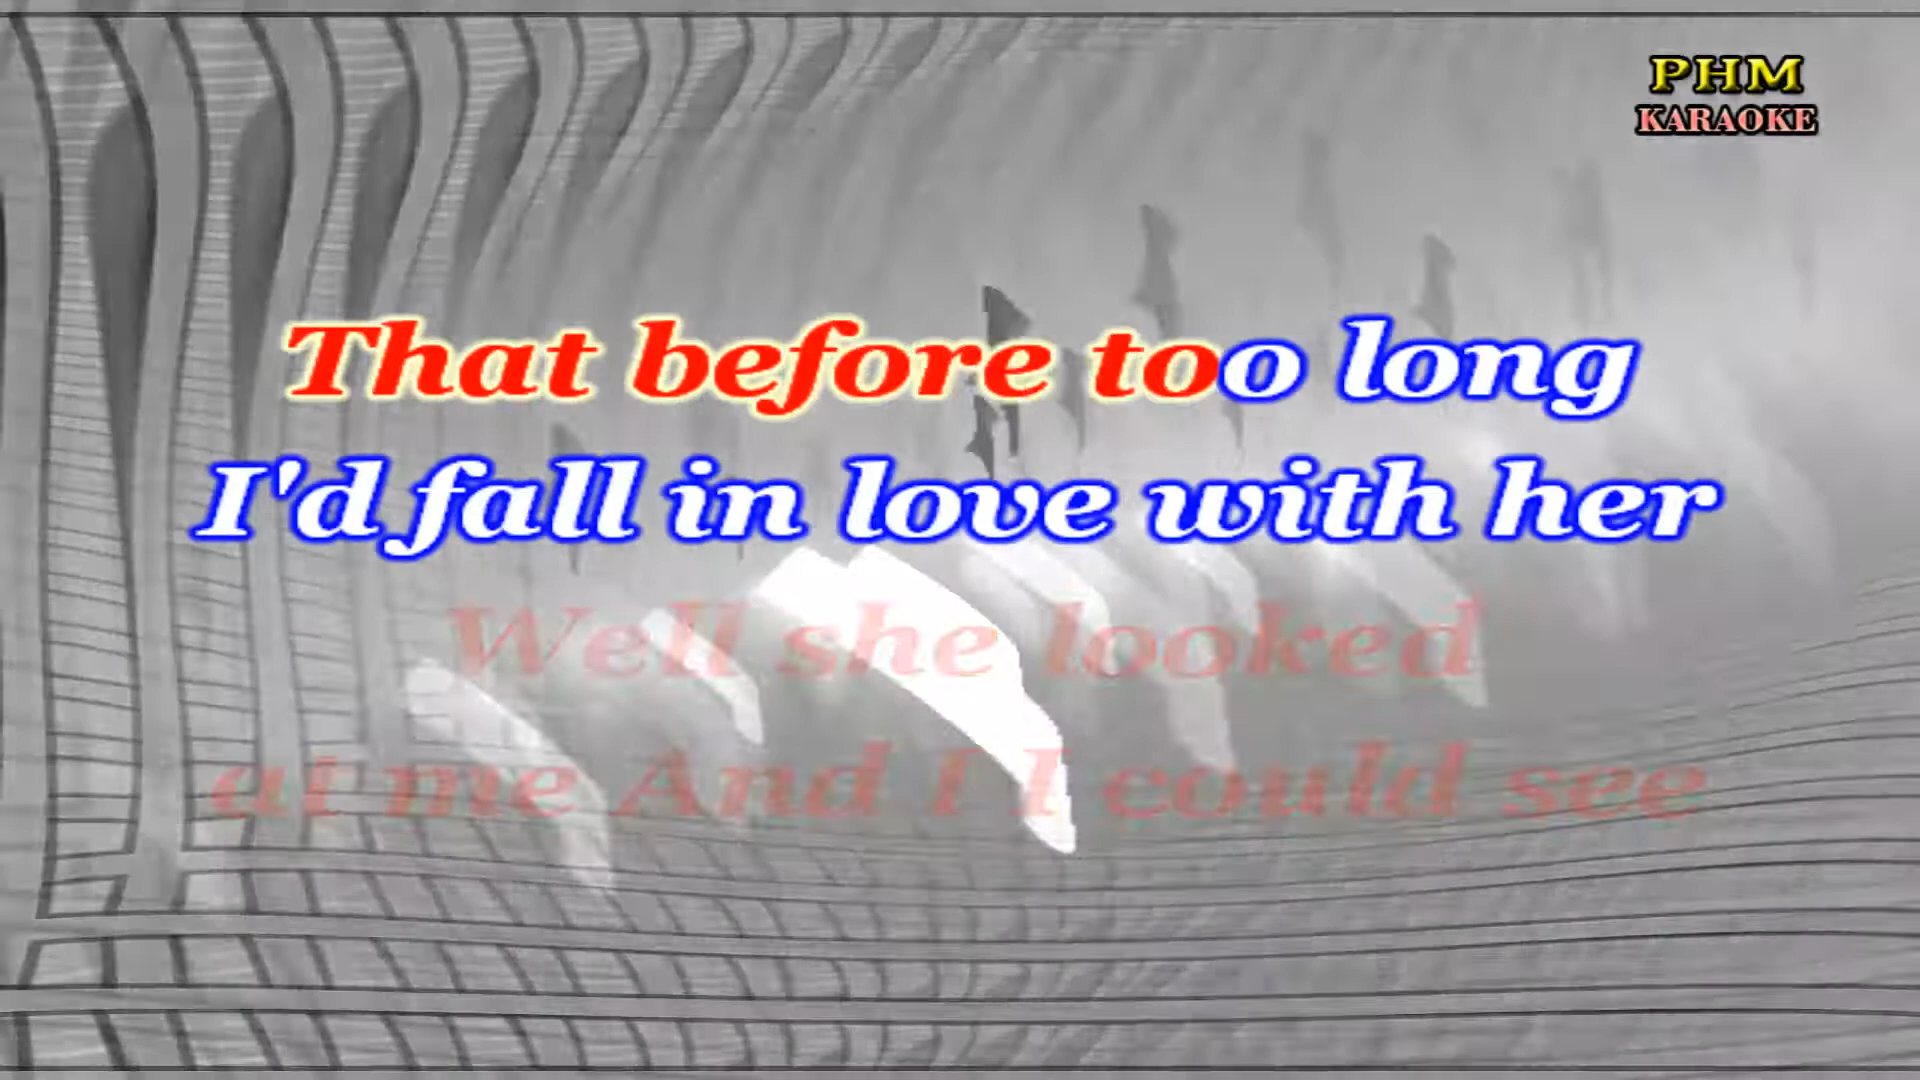 PHM
KARAOKE
That before too long
I'd fall in love with her
Well she looked
at me And I I could see